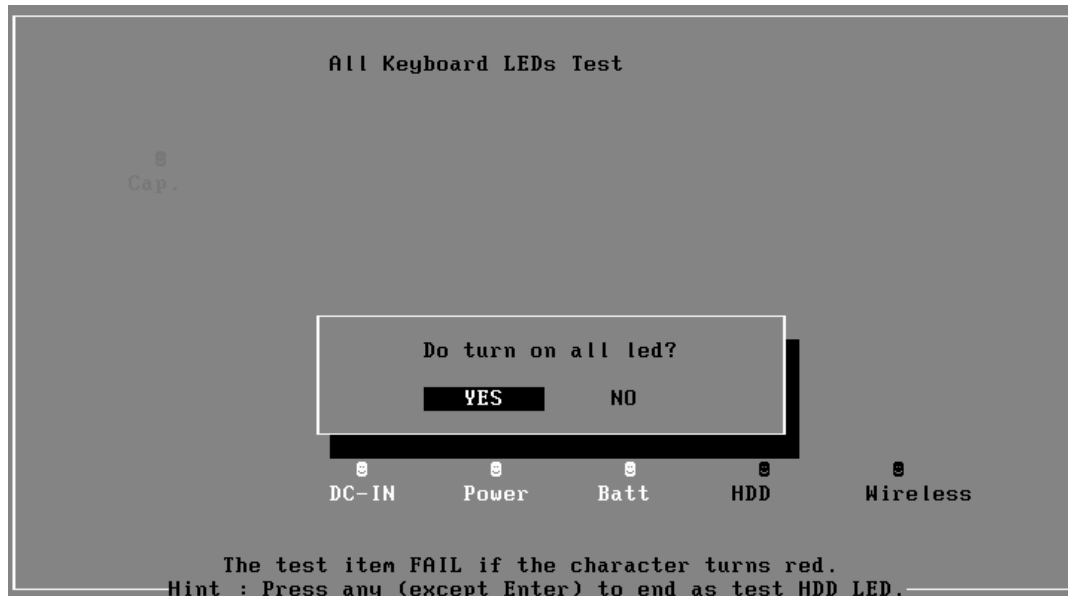 All Keyboard LEDs Test
Cap.
Do turn on all led?
YES NO
DC-IN Power Batt HDD Wireless
The test item FAIL if the character turns red.
Hint : Press any (except Enter) to end as test HDD LED.